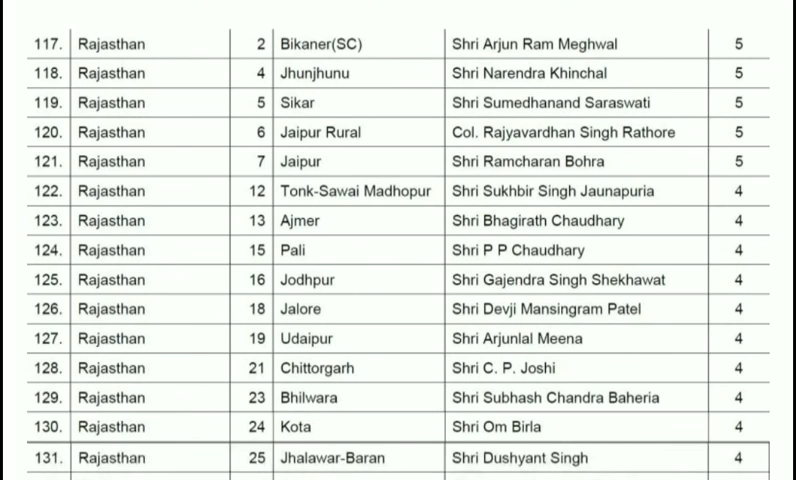 117. Rajasthan 2 Bikaner(SC) Shri Arjun Ram Meghwal 5
118. Rajasthan 4 Jhunjhunu Shri Narendra Khinchal 5
119. Rajasthan 5 Sikar Shri Sumedhanand Saraswati 5
120. Rajasthan 6 Jaipur Rural Col. Rajyavardhan Singh Rathore 5
121. Rajasthan 7 Jaipur Shri Ramcharan Bohra 5
122. Rajasthan 12 Tonk-Sawai Madhopur Shri Sukhbir Singh Jaunapuria 4
123. Rajasthan 13 Ajmer Shri Bhagirath Chaudhary 4
124. Rajasthan 15 Pali Shri P P Chaudhary 4
125. Rajasthan 16 Jodhpur Shri Gajendra Singh Shekhawat 4
126. Rajasthan 18 Jalore Shri Devji Mansingram Patel 4
127. Rajasthan 19 Udaipur Shri Arjunlal Meena 4
128. Rajasthan 21 Chittorgarh Shri C. P. Joshi 4
129. Rajasthan 23 Bhilwara Shri Subhash Chandra Baheria 4
130. Rajasthan 24 Kota Shri Om Birla 4
131. Rajasthan 25 Jhalawar-Baran Shri Dushyant Singh 4